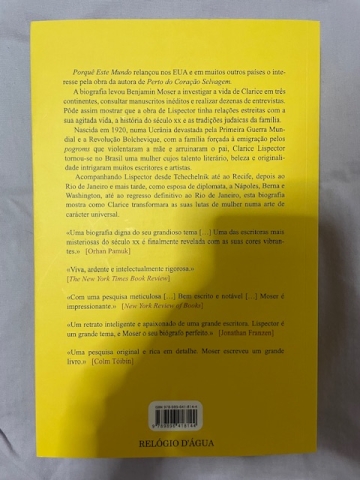 Porquê Este Mundo relançou nos EUA e em muitos outros países o inte-
resse pela obra da autora de Perto do Coração Selvagem.
A biografia levou Benjamin Moser a investigar a vida de Clarice em três
continentes, consultar manuscritos inéditos e realizar dezenas de entrevistas.
Pôde assim mostrar que a obra de Lispector tinha relações estreitas com a
sua agitada vida, a história do século XX e as tradições judaicas da família.
Nascida em 1920, numa Ucrânia devastada pela Primeira Guerra Mun-
dial e a Revolução Bolchevique, com a família forçada à emigração pelos
pogroms que violentaram a mãe e arruinaram o pai, Clarice Lispector
tornou-se no Brasil uma mulher cujos talento literário, beleza e originali-
dade intrigaram muitos escritores e artistas.
Acompanhando Lispector desde Tchechelnik até ao Recife, depois ao
Rio de Janeiro e mais tarde, como esposa de diplomata, a Nápoles, Berna e
Washington, até ao regresso definitivo ao Rio de Janeiro, esta biografia
mostra como Clarice transformara as suas lutas de mulher numa arte de
carácter universal.
«Uma biografia digna do seu grandioso tema [...] Uma das escritoras mais
misteriosas do século XX é finalmente revelada com as suas cores vibran-
tes.» [Orhan Pamuk]
«Viva, ardente e intelectualmente rigorosa.»
[The New York Times Book Review]
«Com uma pesquisa meticulosa [...] Bem escrito e notável [...] Moser é
impressionante.» [New York Review of Books]
«Um retrato inteligente e apaixonado de uma grande escritora. Lispector é
um grande tema, e Moser o seu biógrafo perfeito.» [Jonathan Franzen]
«Uma pesquisa original e rica em detalhe. Moser escreveu um grande
livro.» [Colm Tóibín]
RELÓGIO D'ÁGUA